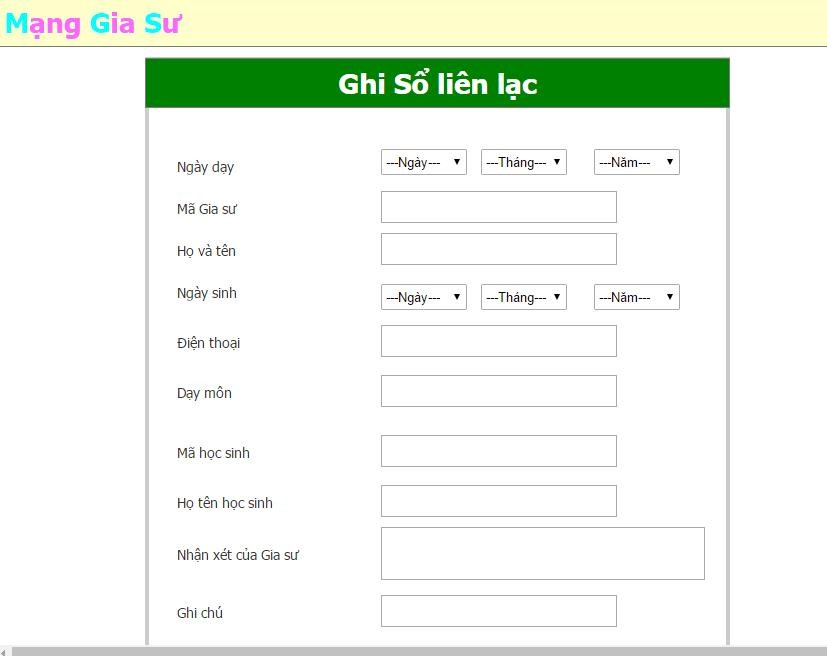 Mạng Gia Sư
Ghi Sổ liên lạc
Ngày dạy ---Ngày--- ---Tháng--- ---Năm---
Mã Gia sư
Họ và tên
Ngày sinh ---Ngày--- ---Tháng--- ---Năm---
Điện thoại
Dạy môn
Mã học sinh
Họ tên học sinh
Nhận xét của Gia sư
Ghi chú